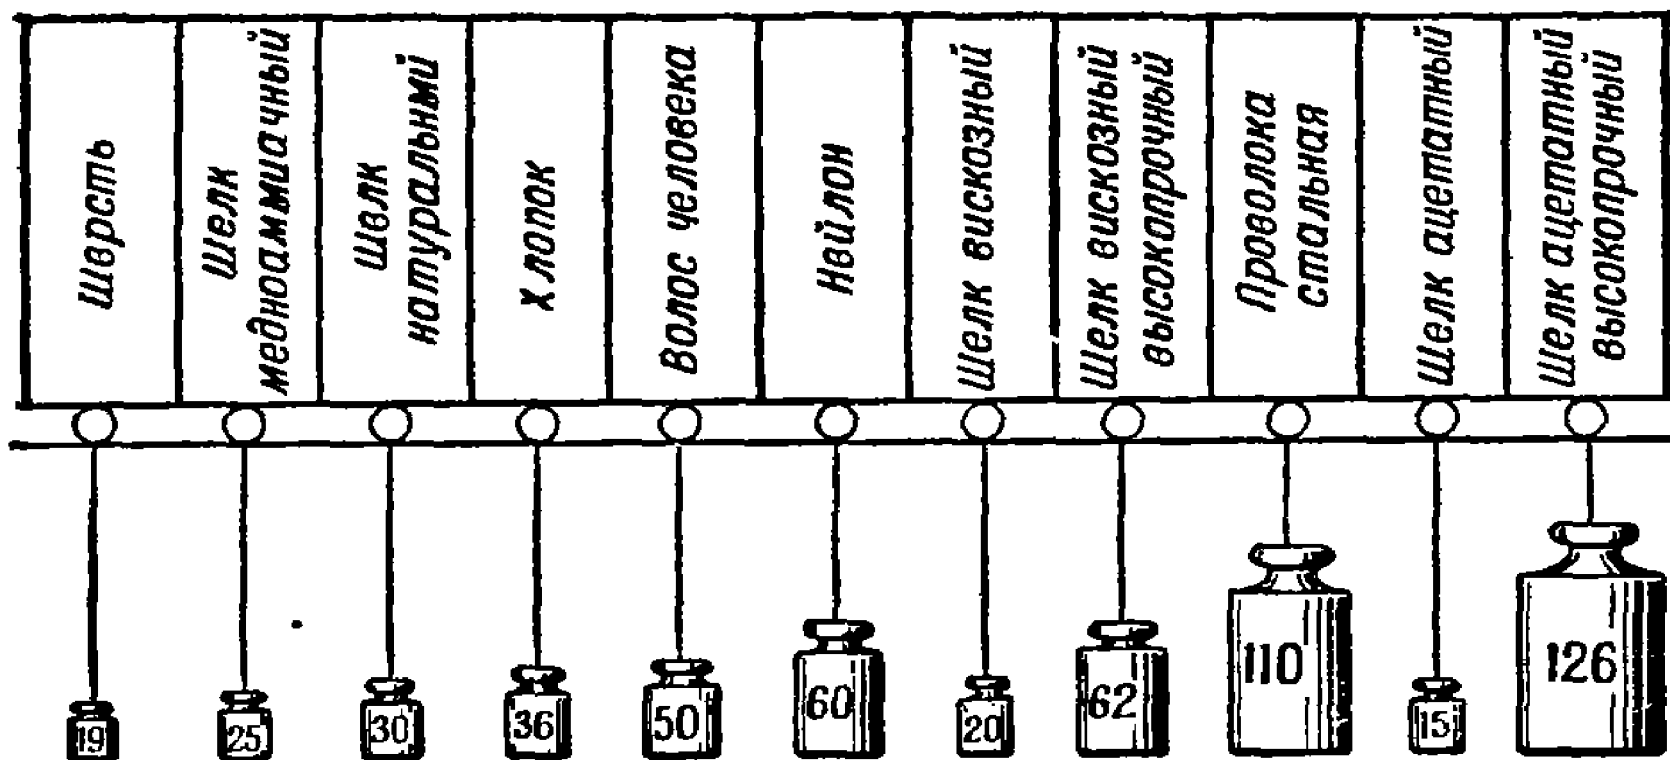 Шерсть
Шелк
медноаммиачный
Шелк
натуральный
Хлопок
Волос человека
Нейлон
Шелк вискозный
Шелк вискозный
высокопрочный
Проволока
стальная
Шелк ацетатный
Шелк ацетатный
высокопрочный
19
25
30
36
50
60
20
62
110
15
126